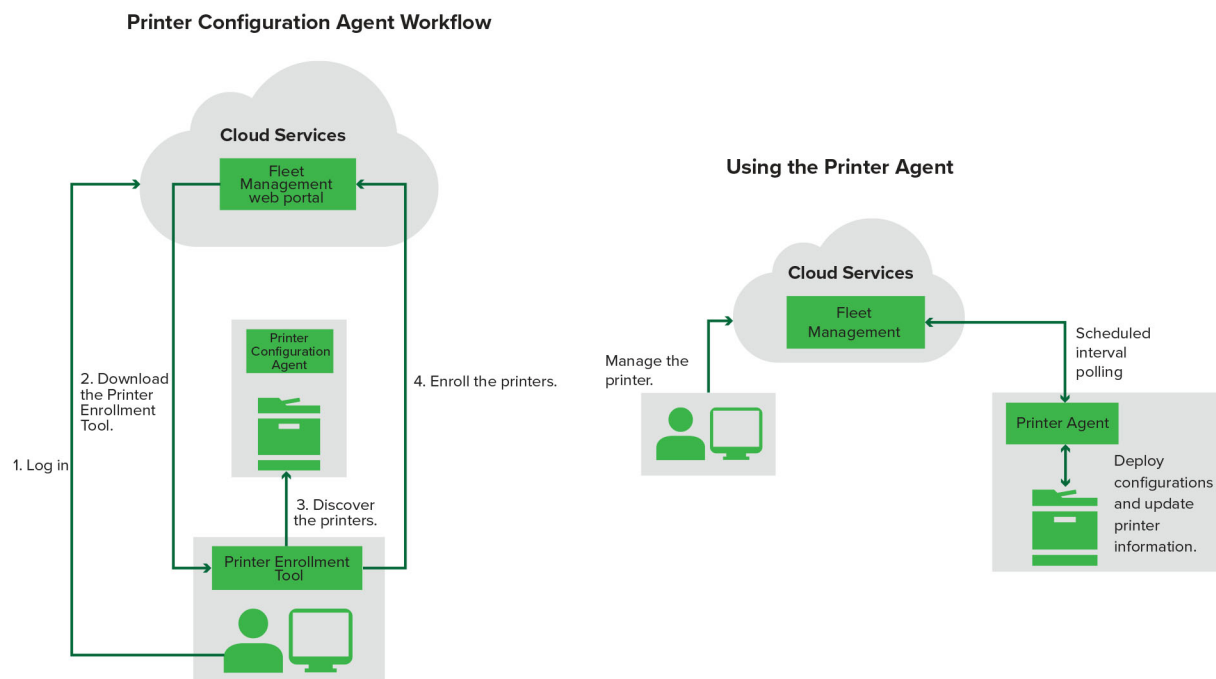 Printer Configuration Agent Workflow
Cloud Services
Fleet
Management
web portal
Printer
Configuration
Agent
2. Download
the Printer
Enrollment
Tool.
4. Enroll the printers.
1. Log in
3. Discover
the printers.
Printer Enrollment
Tool
Using the Printer Agent
Cloud Services
Fleet
Management
Manage the
printer.
Scheduled
interval
polling
Printer Agent
Deploy
configurations
and update
printer
information.